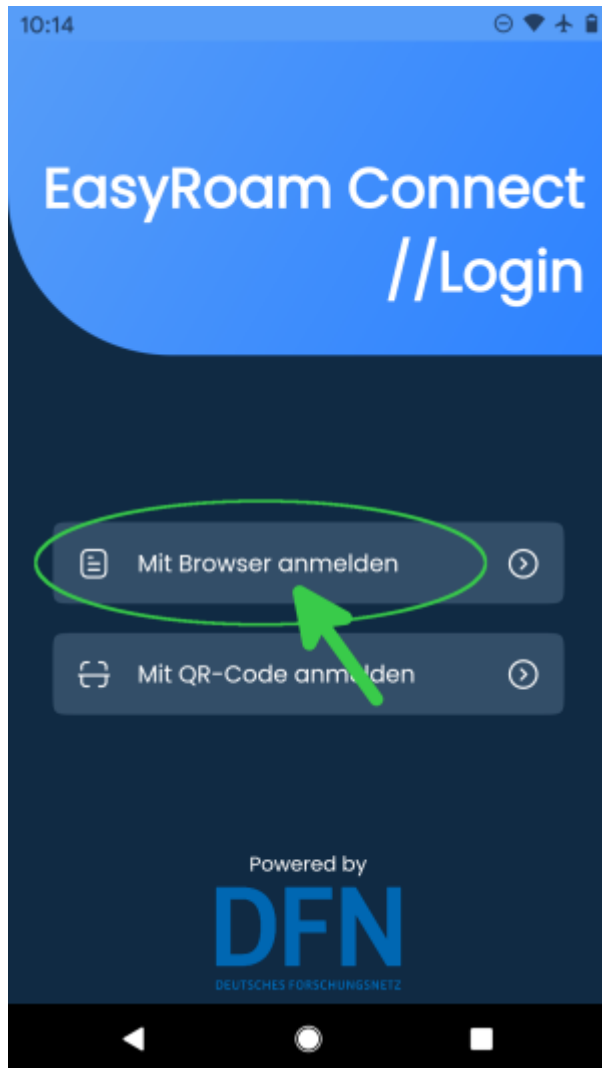 10:14
EasyRoam Connect
//Login
Mit Browser anmelden
Mit QR-Code anmelden
Powered by
DFN
DEUTSCHES FORSCHUNGSNETZ